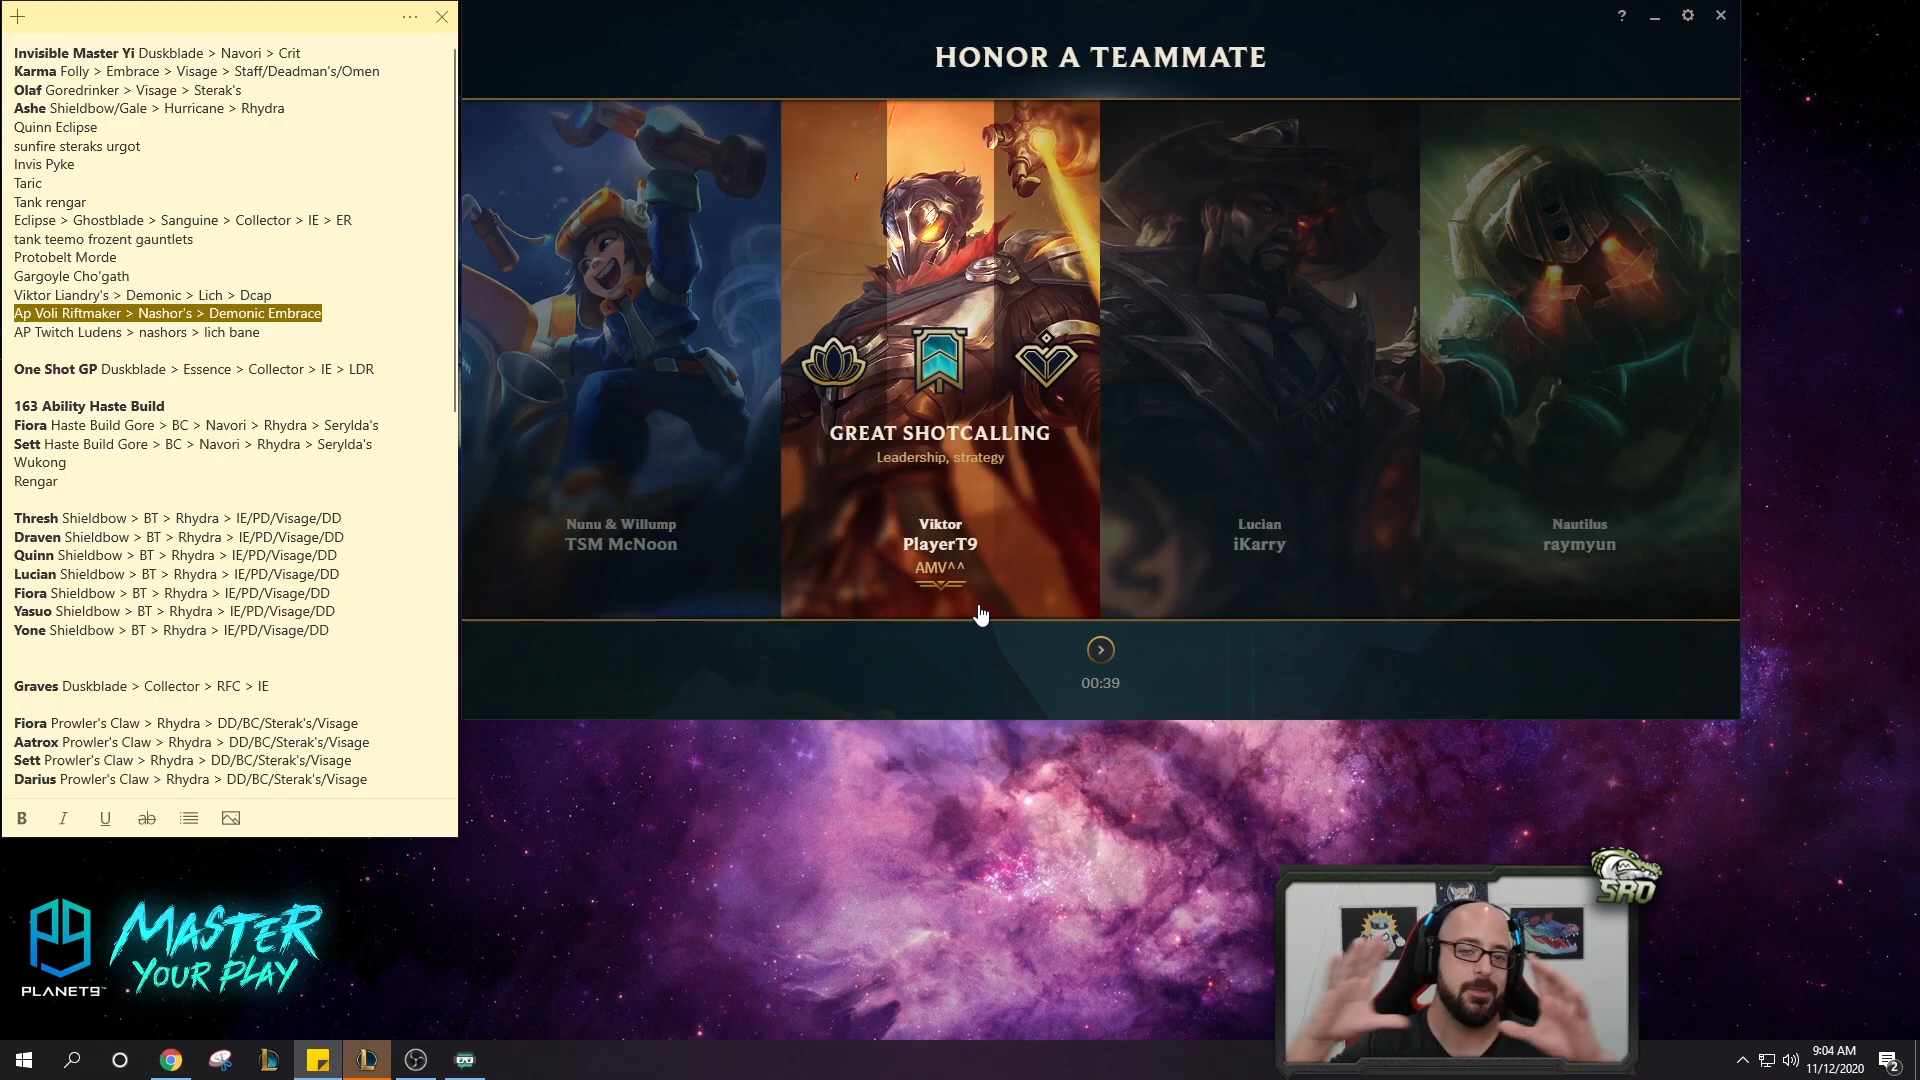 Invisible Master Yi Duskblade > Navori > Crit
Karma Folly > Embrace > Visage > Staff/Deadman's/Omen
Olaf Goredrinker > Visage > Sterak's
Ashe Shieldbow/Gale > Hurricane > Rhydra
Quinn Eclipse
sunfire steraks urgot
Invis Pyke
Taric
Tank rengar
Eclipse > Ghostblade > Sanguine > Collector > IE > ER
tank teemo frozent gauntlets
Protobelt Morde
Gargoyle Cho'gath
Viktor Liandry's > Demonic > Lich > Dcap
Ap Voli Riftmaker > Nashor's > Demonic Embrace
AP Twitch Ludens > nashors > lich bane
One Shot GP Duskblade > Essence > Collector > IE > LDR
163 Ability Haste Build
Fiora Haste Build Gore > BC > Navori > Rhydra > Serylda's
Sett Haste Build Gore > BC > Navori > Rhydra > Serylda's
Wukong
Rengar
Thresh Shieldbow > BT > Rhydra > IE/PD/Visage/DD
Draven Shieldbow > BT > Rhydra > IE/PD/Visage/DD
Quinn Shieldbow > BT > Rhydra > IE/PD/Visage/DD
Lucian Shieldbow > BT > Rhydra > IE/PD/Visage/DD
Fiora Shieldbow > BT > Rhydra > IE/PD/Visage/DD
Yasuo Shieldbow > BT > Rhydra > IE/PD/Visage/DD
Yone Shieldbow > BT > Rhydra > IE/PD/Visage/DD
Graves Duskblade > Collector > RFC > IE
Fiora Prowler's Claw > Rhydra > DD/BC/Sterak's/Visage
Aatrox Prowler's Claw > Rhydra > DD/BC/Sterak's/Visage
Sett Prowler's Claw > Rhydra > DD/BC/Sterak's/Visage
Darius Prowler's Claw > Rhydra > DD/BC/Sterak's/Visage
B I U ab
HONOR A TEAMMATE
GREAT SHOTCALLING
Leadership, strategy
Nunu & Willump
TSM McNoon
Viktor
PlayerT9
AMV^^
Lucian
iKarry
Nautilus
raymyun
00:39
PLANET9™
MASTER
YOUR PLAY
SRO
9:04 AM
11/12/2020
2